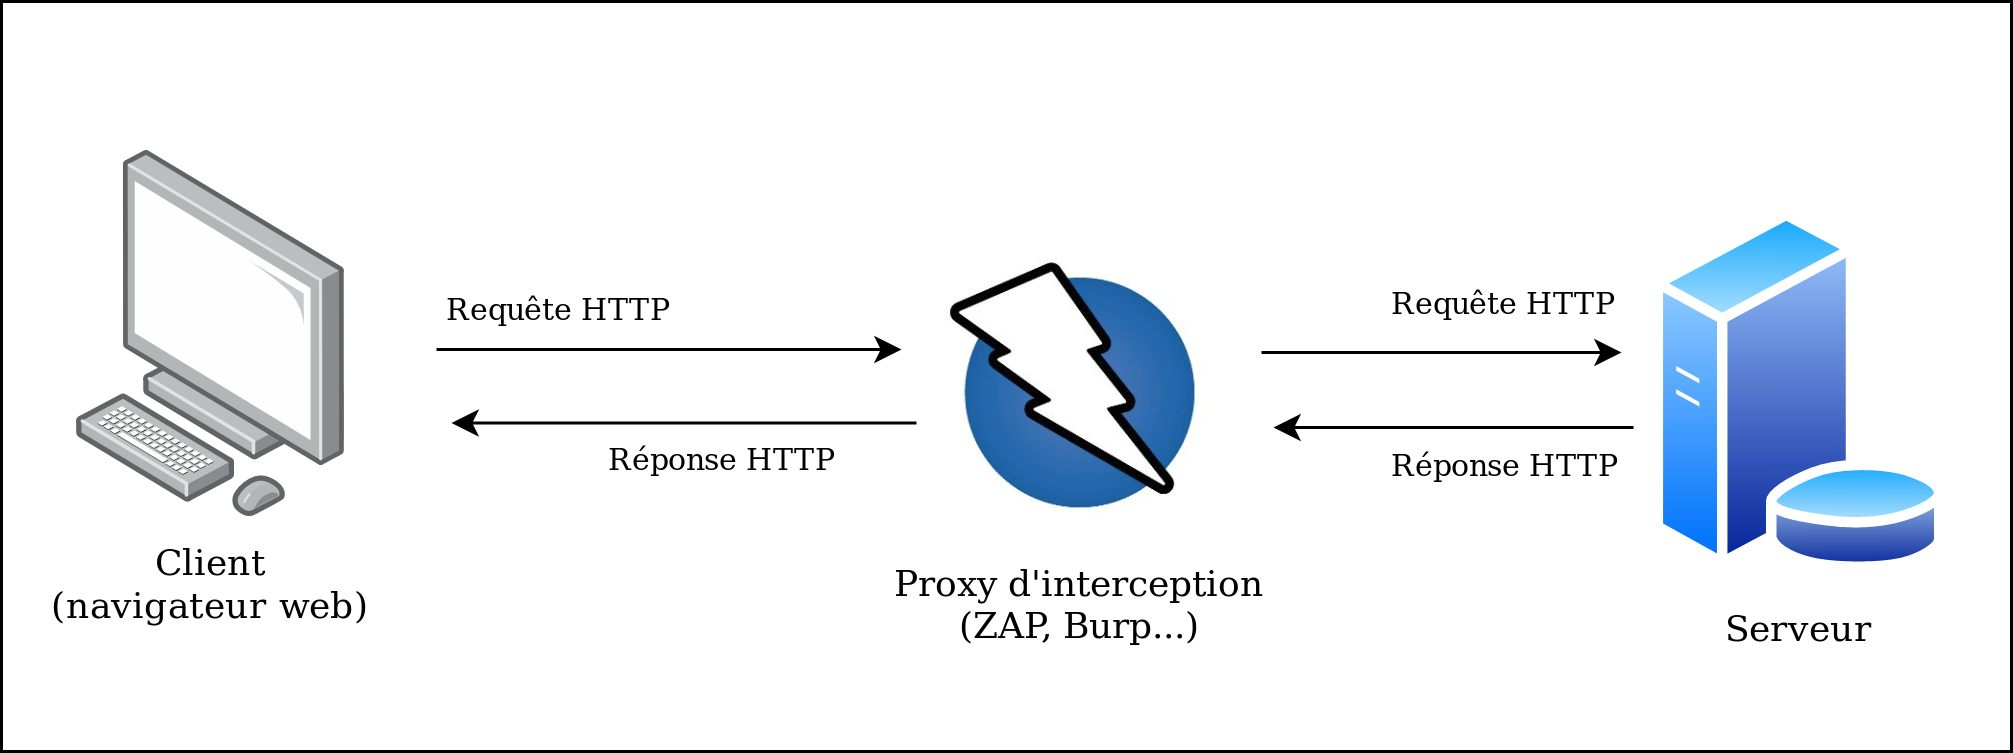 Requête HTTP
Réponse HTTP
Requête HTTP
Réponse HTTP
Client
(navigateur web)
Proxy d'interception
(ZAP, Burp...)
Serveur